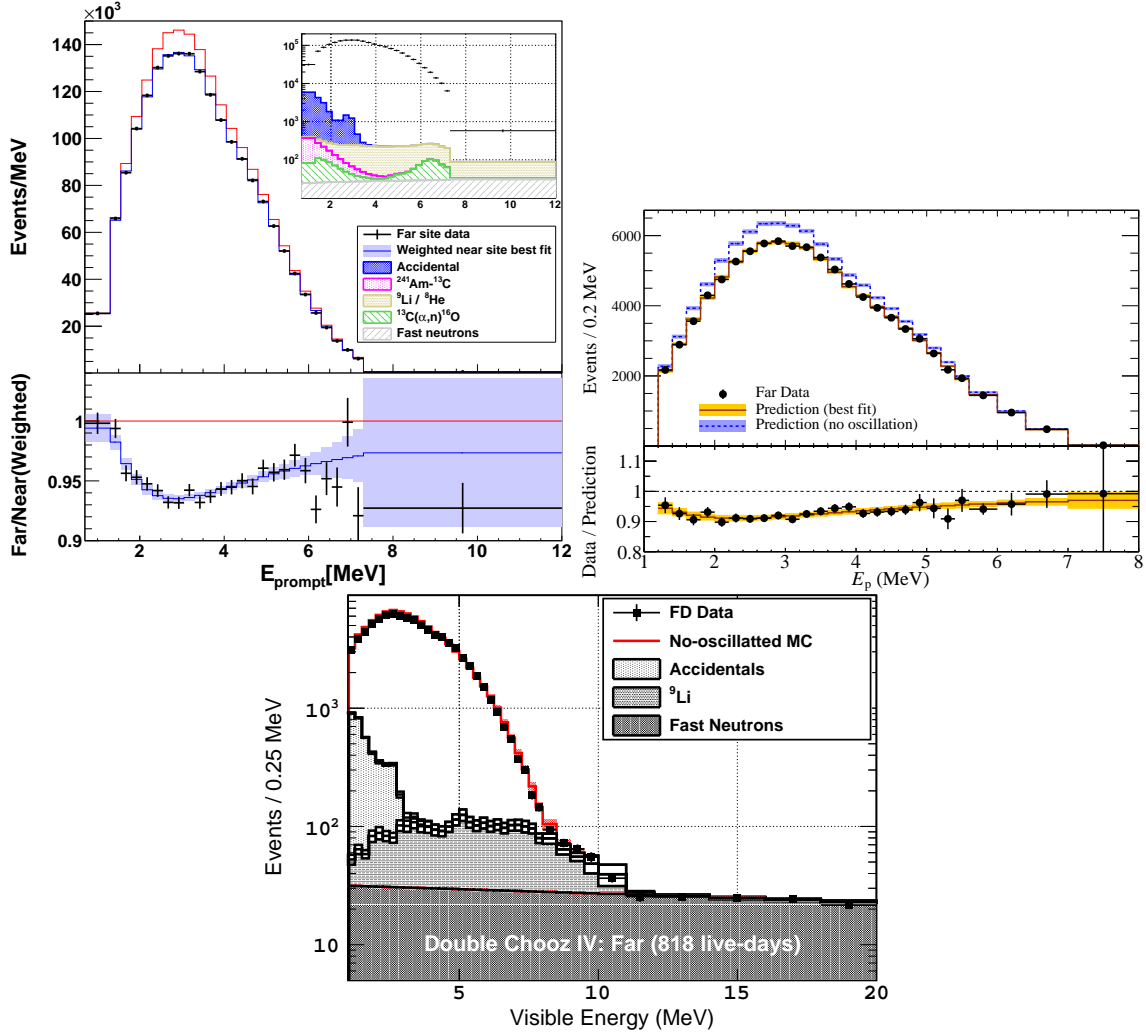 ×10³
140
120
100
80
60
40
20
Events/MeV
10⁵
10⁴
10³
10²
2 4 6 8 10 12
Far site data
Weighted near site best fit
Accidental
²⁴¹Am-¹³C
⁹Li / ⁸He
¹³C(α,n)¹⁶O
Fast neutrons
Far/Near(Weighted)
1
0.95
0.9
2 4 6 8 10 12
E_prompt[MeV]
Events / 0.2 MeV
6000
4000
2000
Far Data
Prediction (best fit)
Prediction (no oscillation)
Data / Prediction
1.1
1.0
0.9
0.8
1 2 3 4 5 6 7 8
E_p (MeV)
Events / 0.25 MeV
10³
10²
10
FD Data
No-oscillatted MC
Accidentals
⁹Li
Fast Neutrons
Double Chooz IV: Far (818 live-days)
5 10 15 20
Visible Energy (MeV)